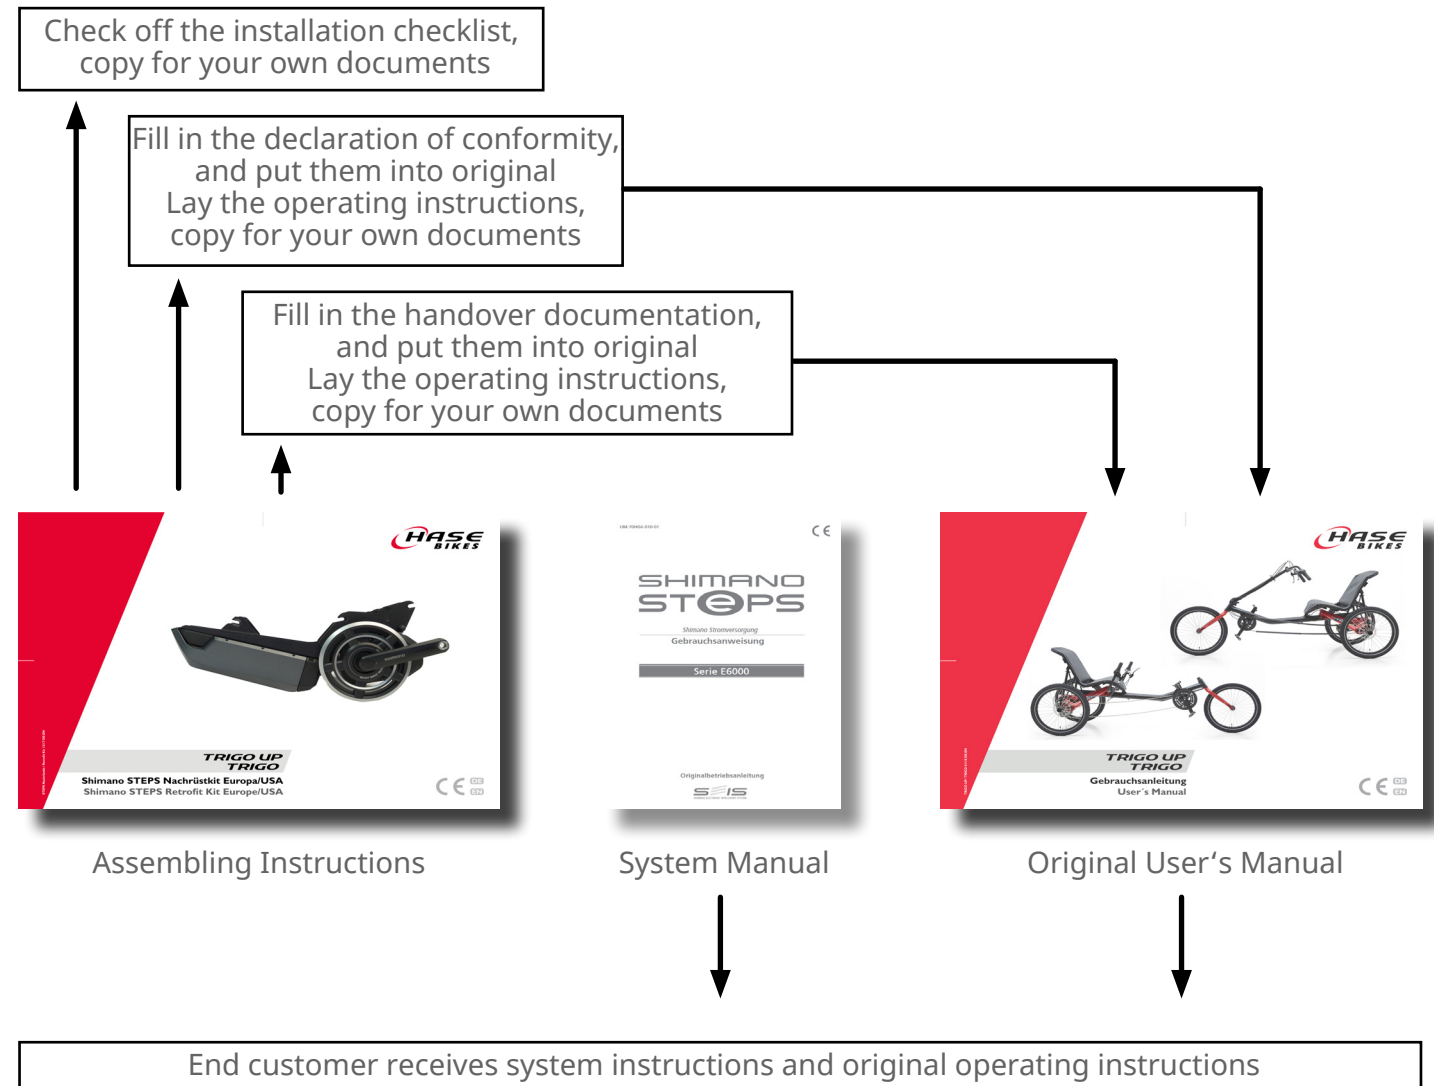 Check off the installation checklist,
copy for your own documents
Fill in the declaration of conformity,
and put them into original
Lay the operating instructions,
copy for your own documents
Fill in the handover documentation,
and put them into original
Lay the operating instructions,
copy for your own documents
HASE
BIKES
TRIGO UP
TRIGO
Shimano STEPS Nachrüstkit Europa/USA
Shimano STEPS Retrofit Kit Europe/USA
CE DE
EN
CE
SHIMANO
STEPS
Shimano Stromversorgung
Gebrauchsanweisung
Serie E6000
Originalbetriebsanleitung
HASE
BIKES
TRIGO UP
TRIGO
Gebrauchsanleitung
User´s Manual
CE DE
EN
Assembling Instructions
System Manual
Original User‘s Manual
End customer receives system instructions and original operating instructions